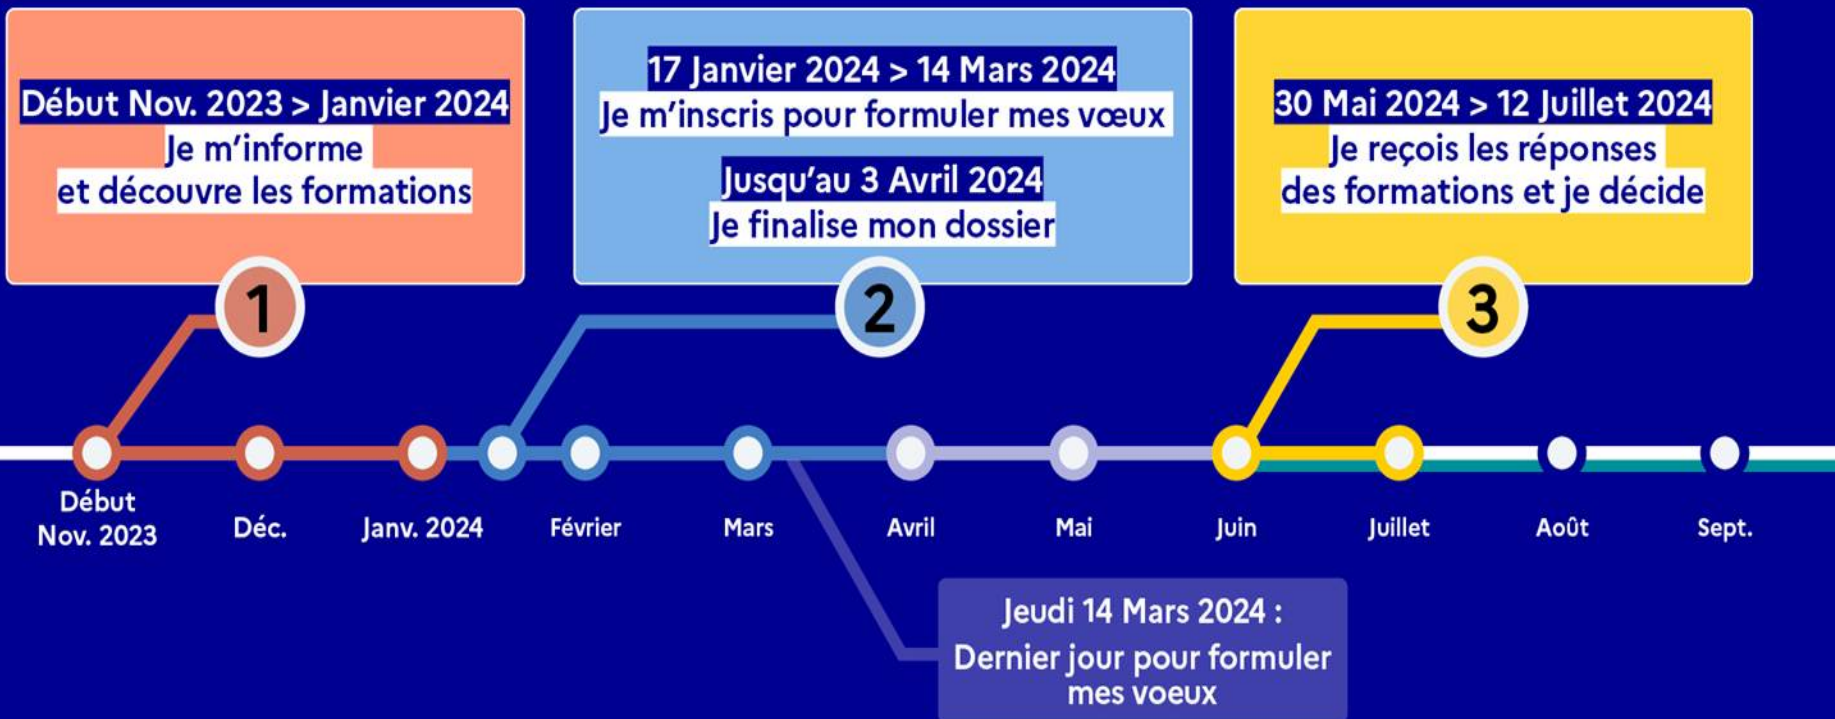 Début Nov. 2023 > Janvier 2024
Je m'informe
et découvre les formations
1
17 Janvier 2024 > 14 Mars 2024
Je m'inscris pour formuler mes vœux
Jusqu'au 3 Avril 2024
Je finalise mon dossier
2
30 Mai 2024 > 12 Juillet 2024
Je reçois les réponses
des formations et je décide
3
Début
Nov. 2023
Déc.
Janv. 2024
Février
Mars
Avril
Mai
Juin
Juillet
Août
Sept.
Jeudi 14 Mars 2024 :
Dernier jour pour formuler
mes voeux